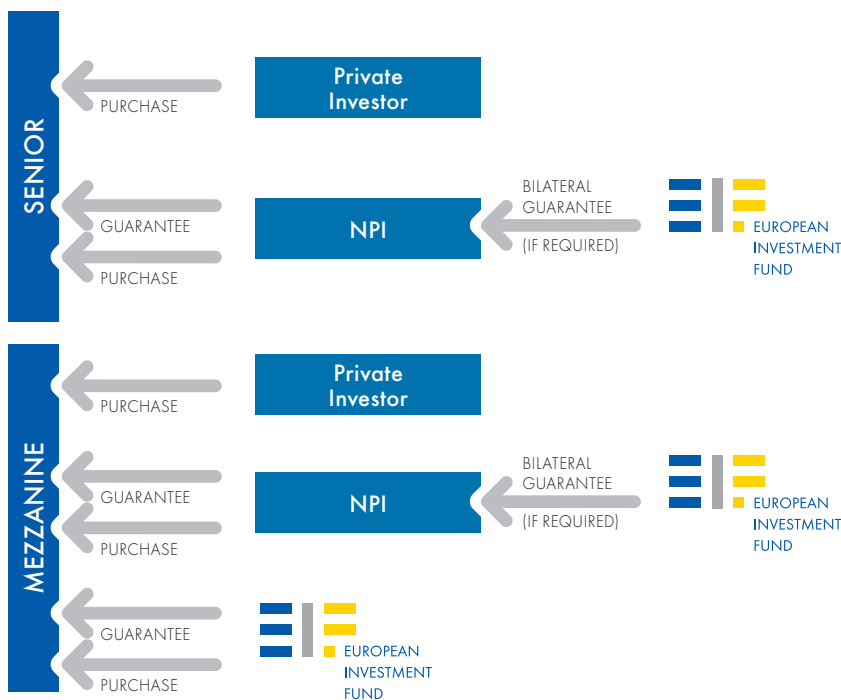 SENIOR
PURCHASE
Private
Investor
GUARANTEE
PURCHASE
NPI
BILATERAL
GUARANTEE
(IF REQUIRED)
EUROPEAN
INVESTMENT
FUND
MEZZANINE
PURCHASE
Private
Investor
GUARANTEE
PURCHASE
NPI
BILATERAL
GUARANTEE
(IF REQUIRED)
EUROPEAN
INVESTMENT
FUND
GUARANTEE
PURCHASE
EUROPEAN
INVESTMENT
FUND